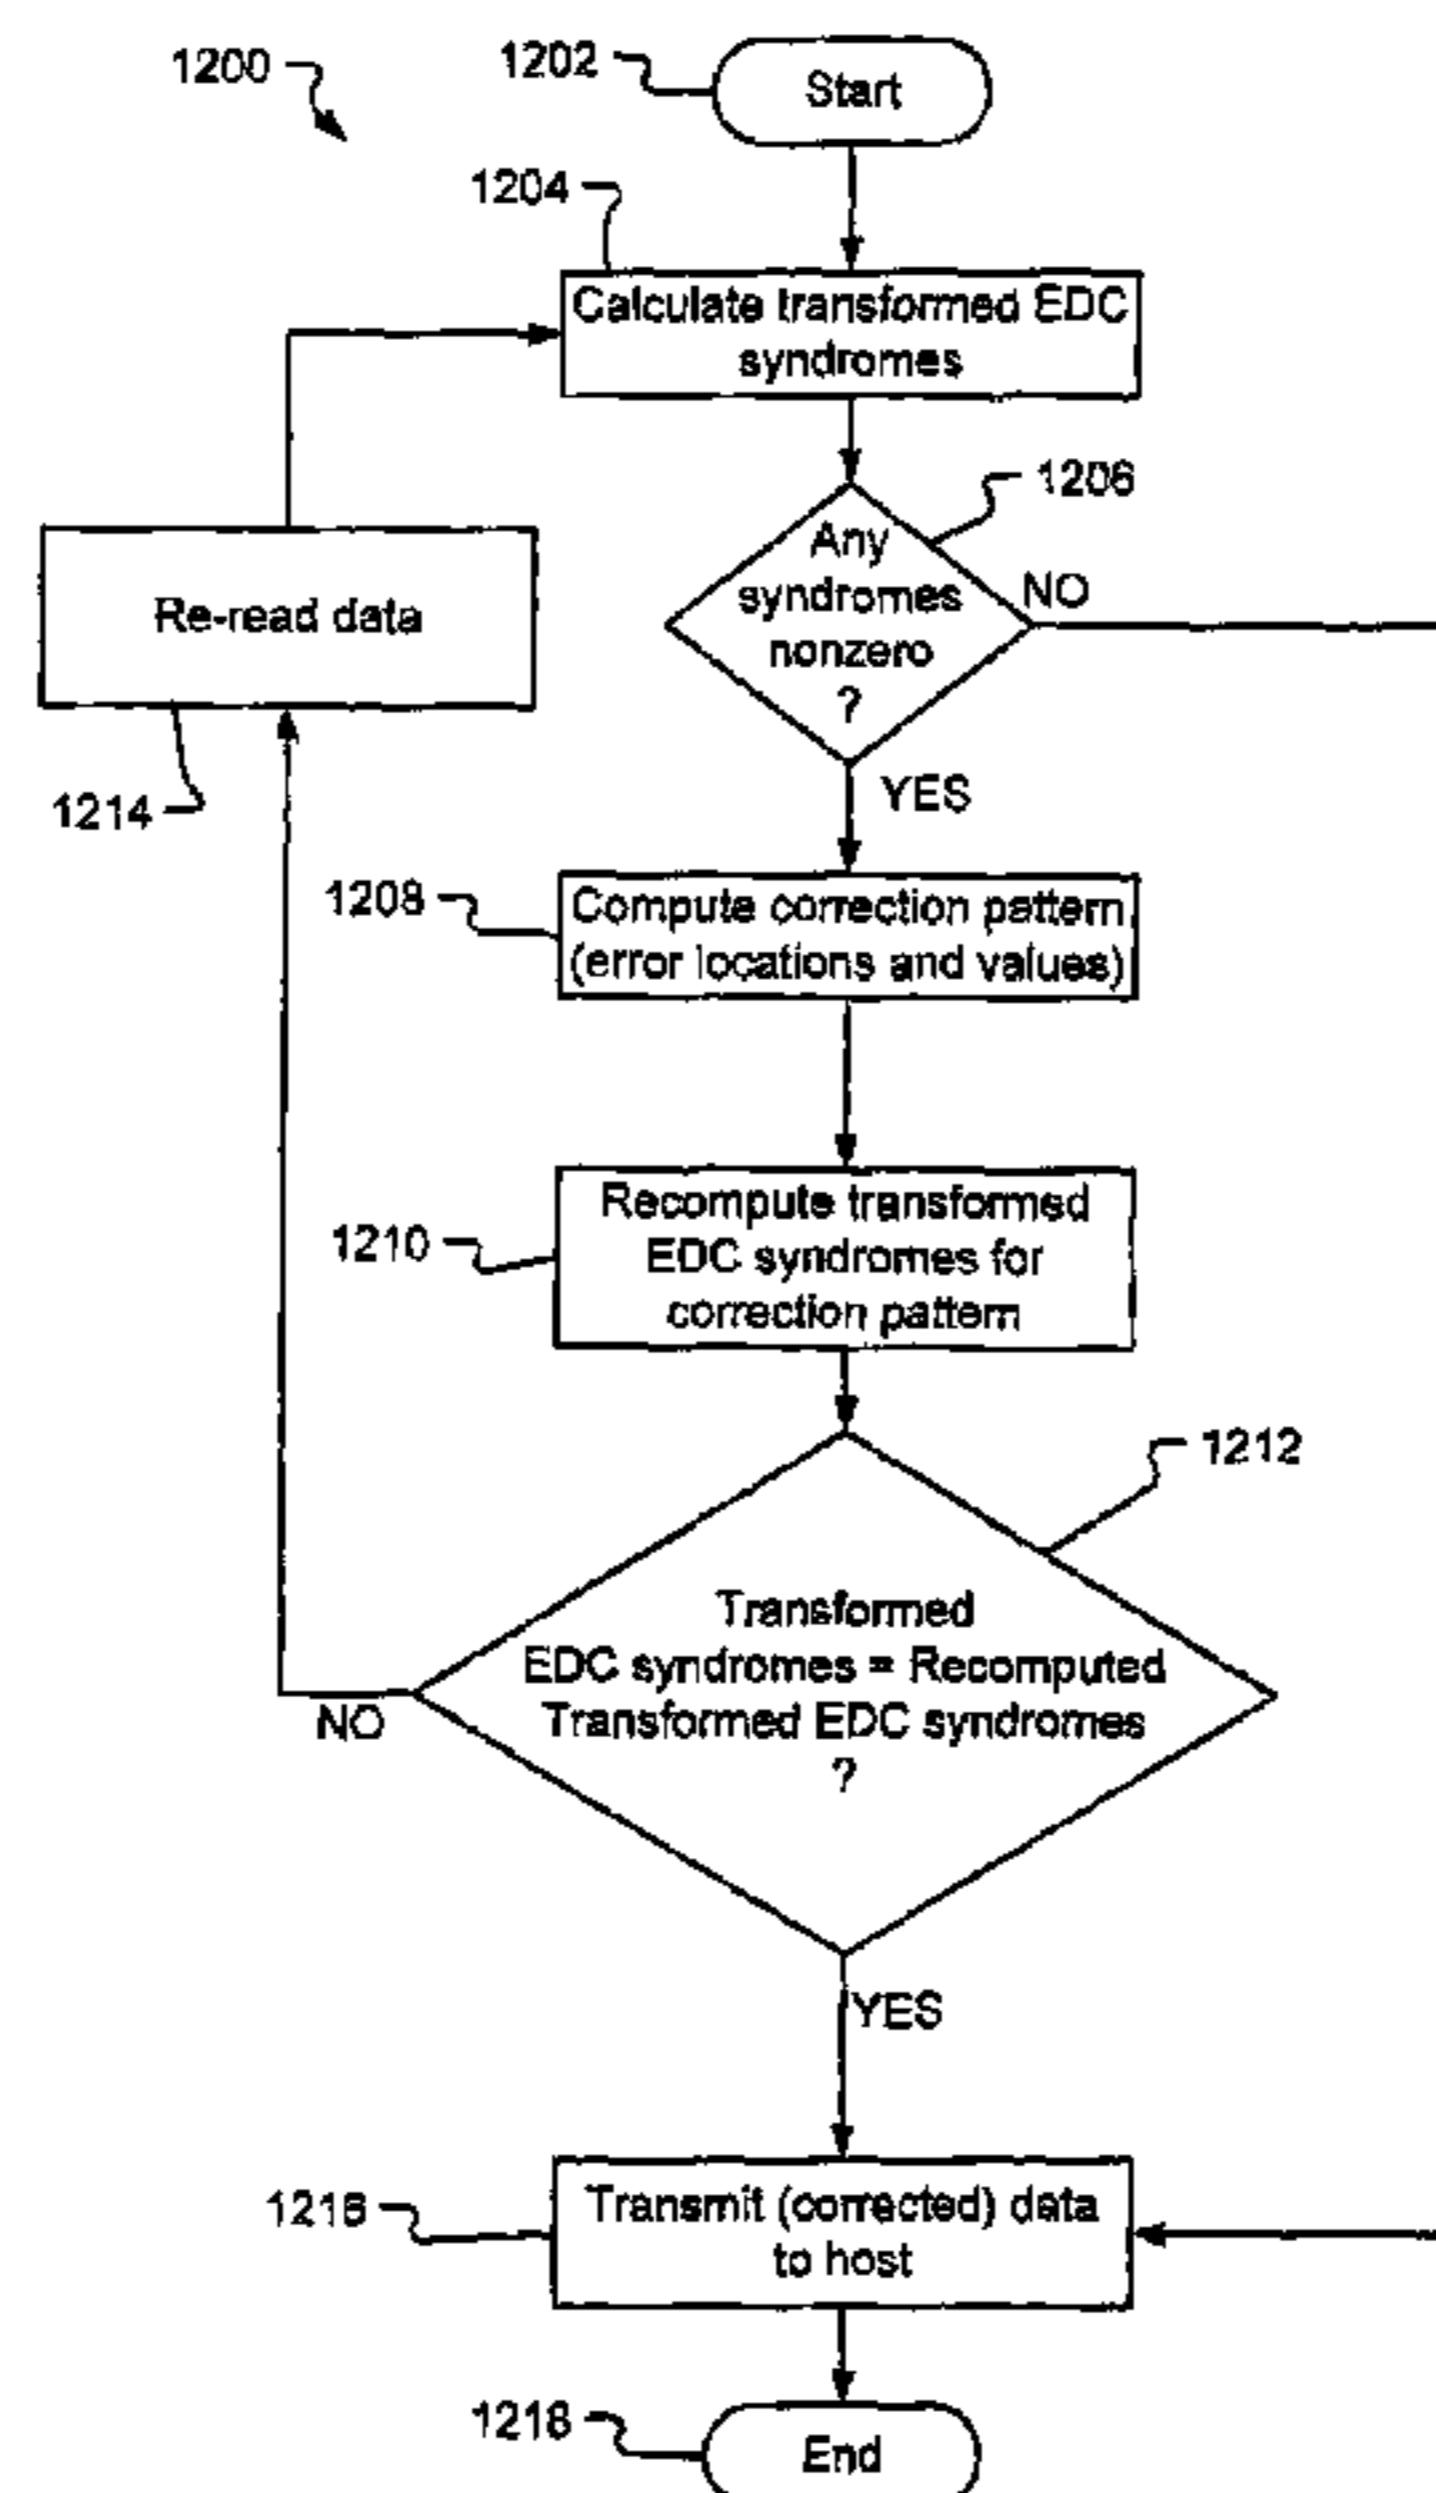 1200
1202
Start
1204
Calculate transformed EDC
syndromes
1206
Any
syndromes
nonzero
?
NO
YES
Re-read data
1214
1208
Compute correction pattern
(error locations and values)
1210
Recompute transformed
EDC syndromes for
correction pattern
1212
Transformed
EDC syndromes = Recomputed
Transformed EDC syndromes
?
NO
YES
1216
Transmit (corrected) data
to host
1218
End